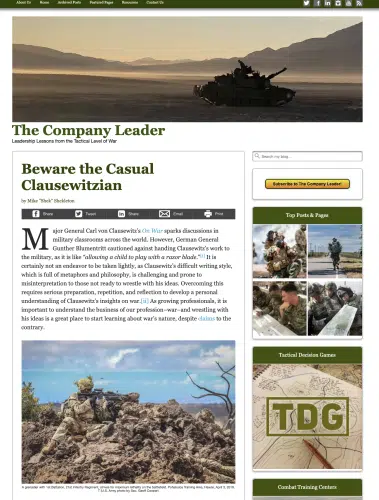 About Us Home Archived Posts Featured Pages Resources Contact Us
The Company Leader
Leadership Lessons from the Tactical Level of War
Beware the Casual
Clausewitzian
by Mike "Shek" Shekleton
Share Tweet Share Email Print
Major General Carl von Clausewitz's On War sparks discussions in
military classrooms across the world. However, German General
Gunther Blumentritt cautioned against handing Clausewitz's work to
the military, as it is like "allowing a child to play with a razor blade."[i] It is
certainly not an endeavor to be taken lightly, as Clausewitz's difficult writing style,
which is full of metaphors and philosophy, is challenging and prone to
misinterpretation to those not ready to wrestle with his ideas. Overcoming this
requires serious preparation, repetition, and reflection to develop a personal
understanding of Clausewitz's insights on war.[ii] As growing professionals, it is
important to understand the business of our profession–war–and wrestling with
his ideas is a great place to start learning about war's nature, despite claims to the
contrary.
Search my blog...
Subscribe to The Company Leader!
Top Posts & Pages
Tactical Decision Games
TDG
Combat Training Centers